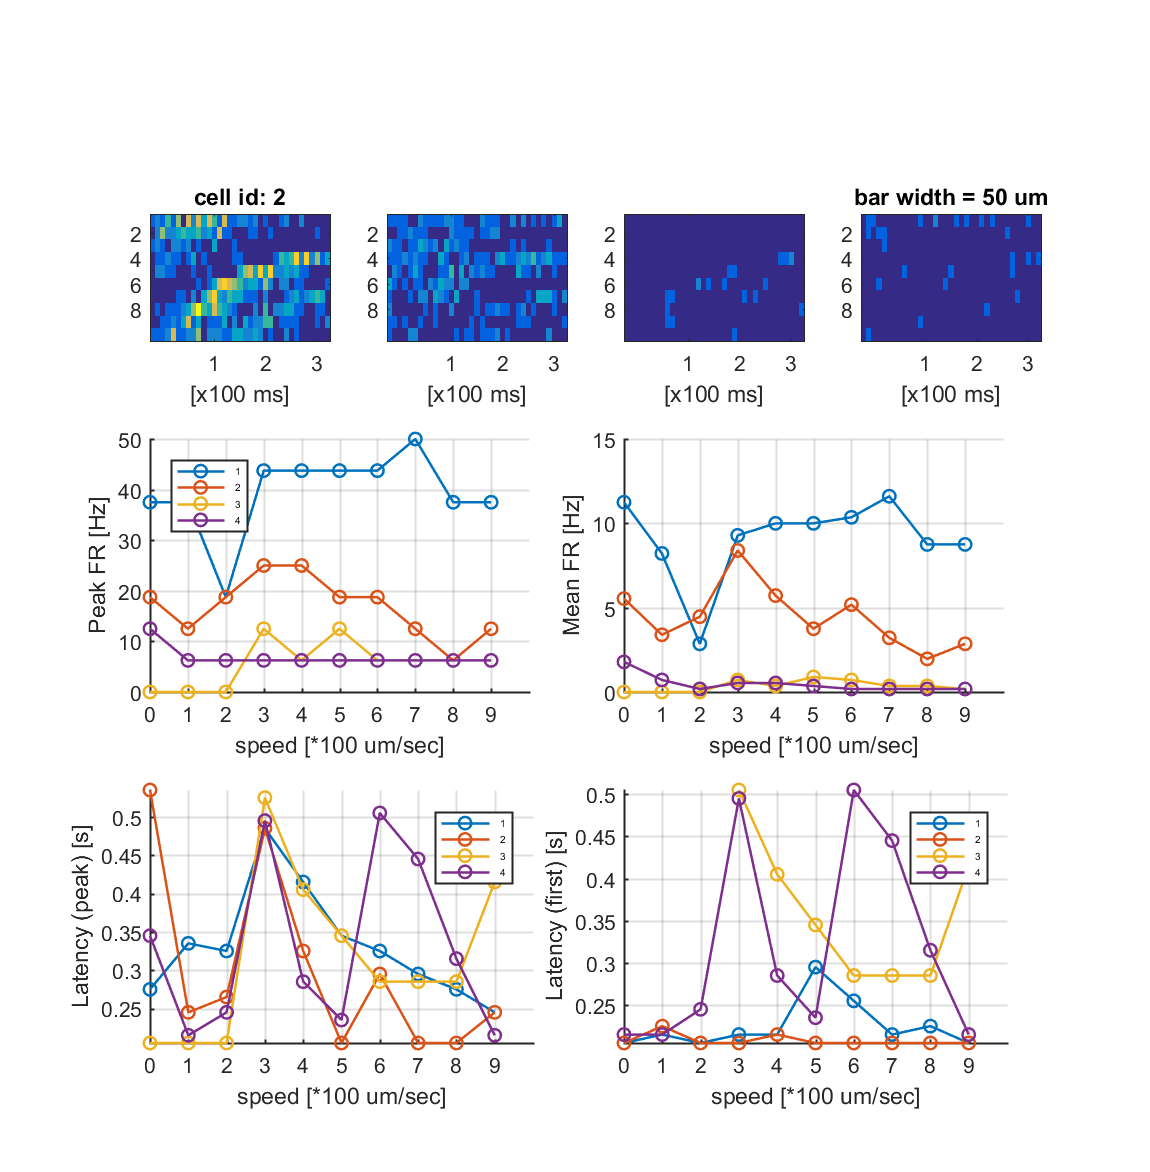 cell id: 2
bar width = 50 um
2
4
6
8
1 2 3
[x100 ms]
2
4
6
8
1 2 3
[x100 ms]
2
4
6
8
1 2 3
[x100 ms]
2
4
6
8
1 2 3
[x100 ms]
Peak FR [Hz]
50
40
30
20
10
0
1
2
3
4
0 1 2 3 4 5 6 7 8 9
speed [*100 um/sec]
Mean FR [Hz]
15
10
5
0
0 1 2 3 4 5 6 7 8 9
speed [*100 um/sec]
Latency (peak) [s]
0.5
0.45
0.4
0.35
0.3
0.25
1
2
3
4
0 1 2 3 4 5 6 7 8 9
speed [*100 um/sec]
Latency (first) [s]
0.5
0.45
0.4
0.35
0.3
0.25
1
2
3
4
0 1 2 3 4 5 6 7 8 9
speed [*100 um/sec]